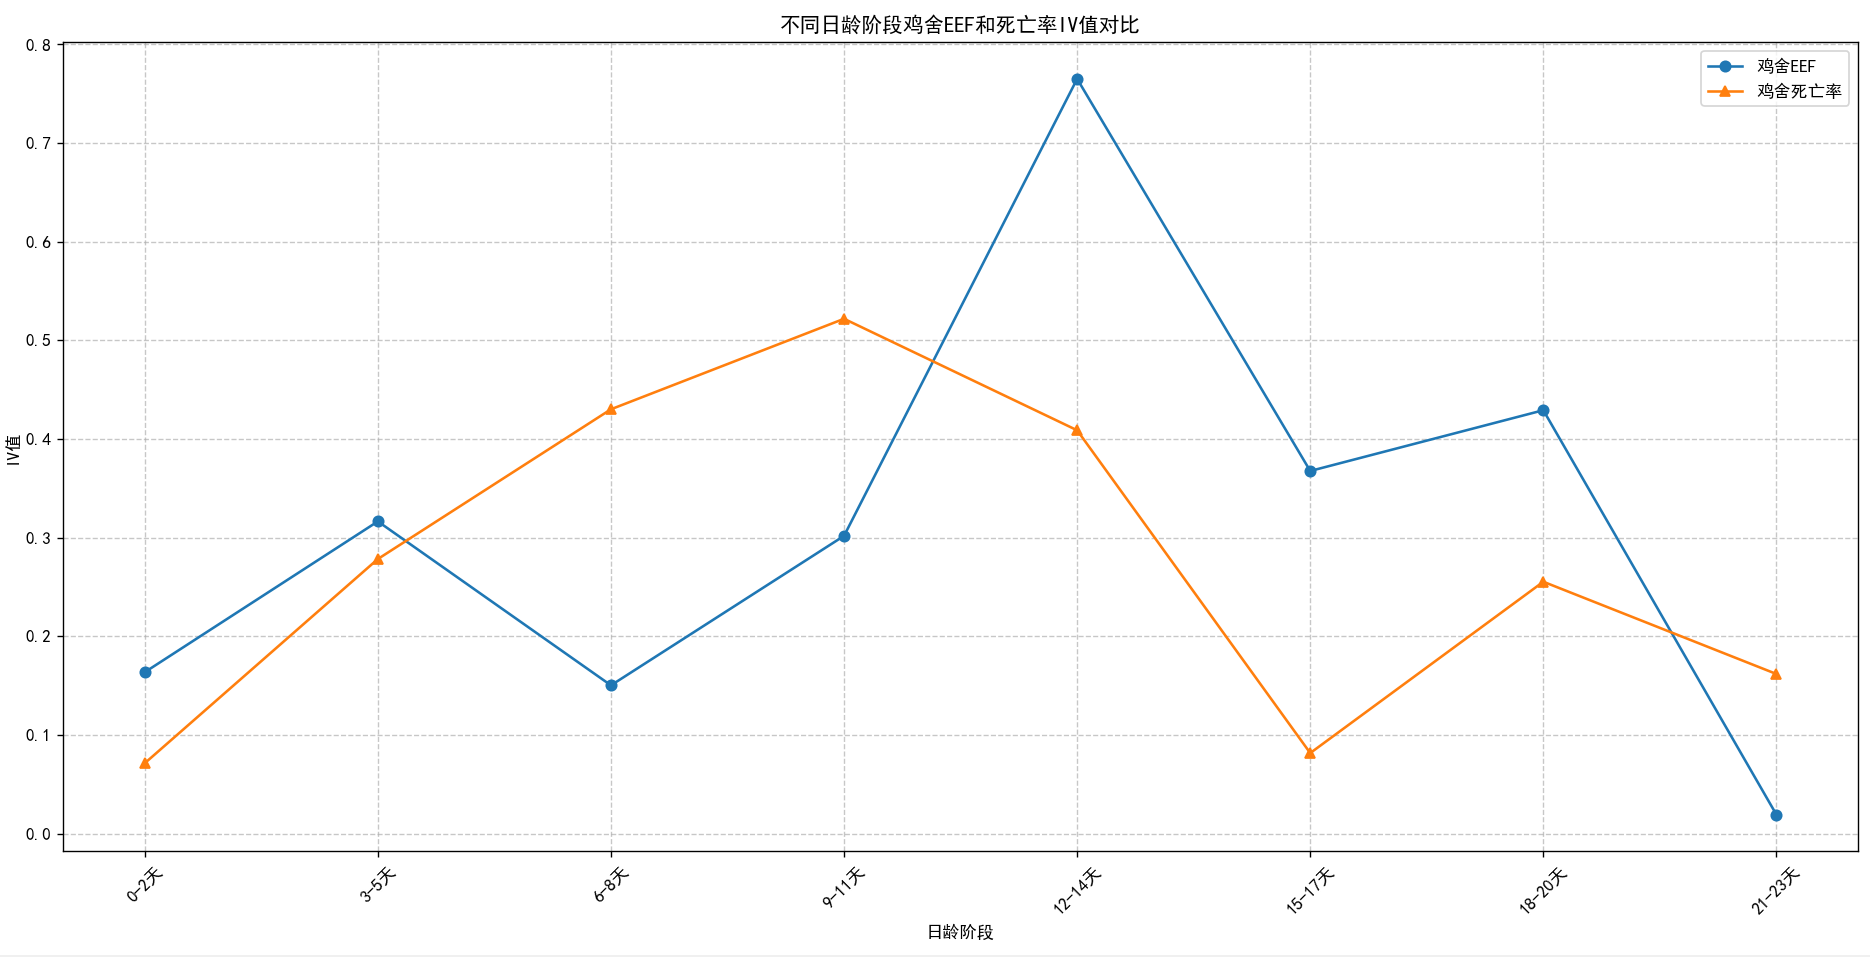 不同日龄阶段鸡舍EEF和死亡率IV值对比
鸡舍EEF
鸡舍死亡率
IV值
0.8
0.7
0.6
0.5
0.4
0.3
0.2
0.1
0.0
0-2天
3-5天
6-8天
9-11天
12-14天
15-17天
18-20天
21-23天
日龄阶段